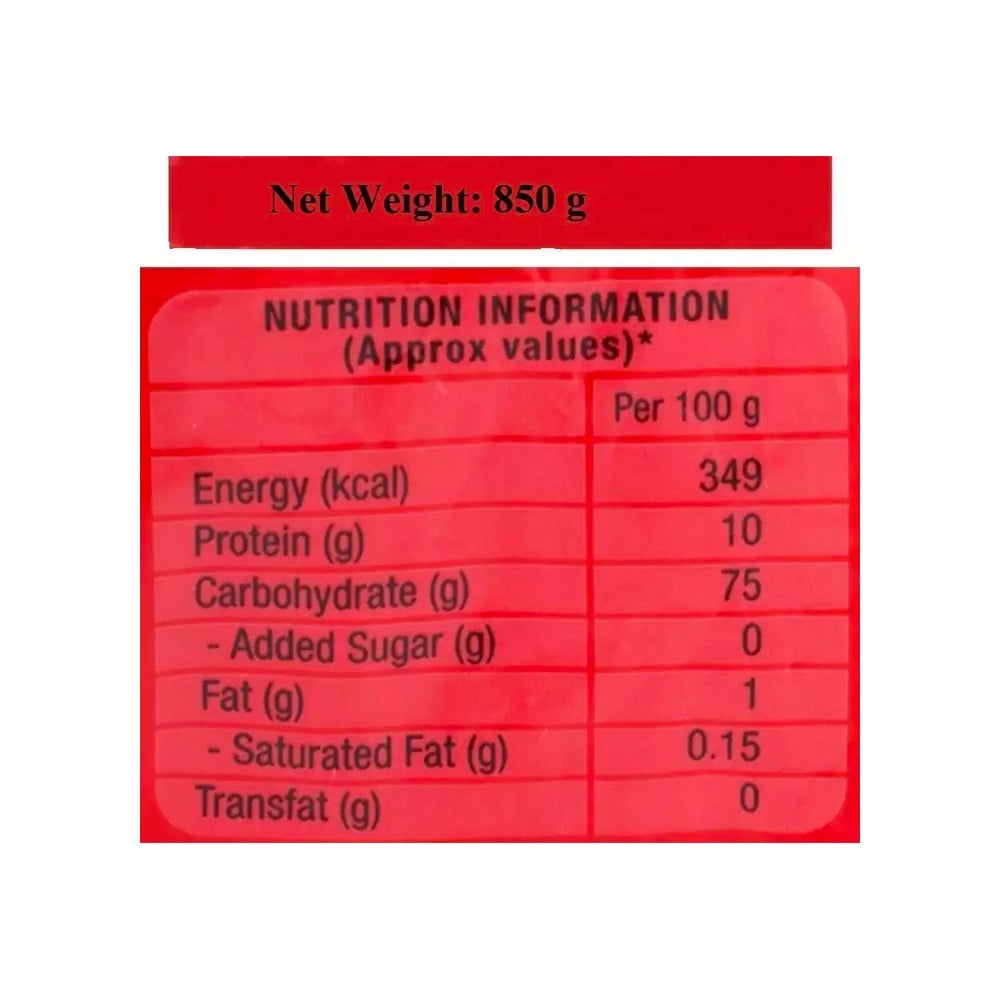 Net Weight: 850 g
NUTRITION INFORMATION
(Approx values)*
Per 100 g
Energy (kcal) 349
Protein (g) 10
Carbohydrate (g) 75
- Added Sugar (g) 0
Fat (g) 1
- Saturated Fat (g) 0.15
Transfat (g) 0